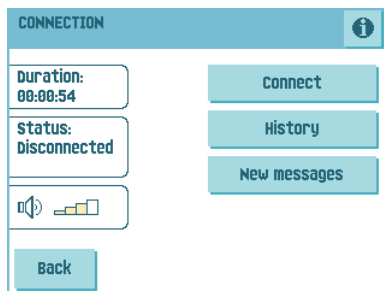 CONNECTION
Duration:
00:00:54
Status:
Disconnected
Connect
History
New messages
Back